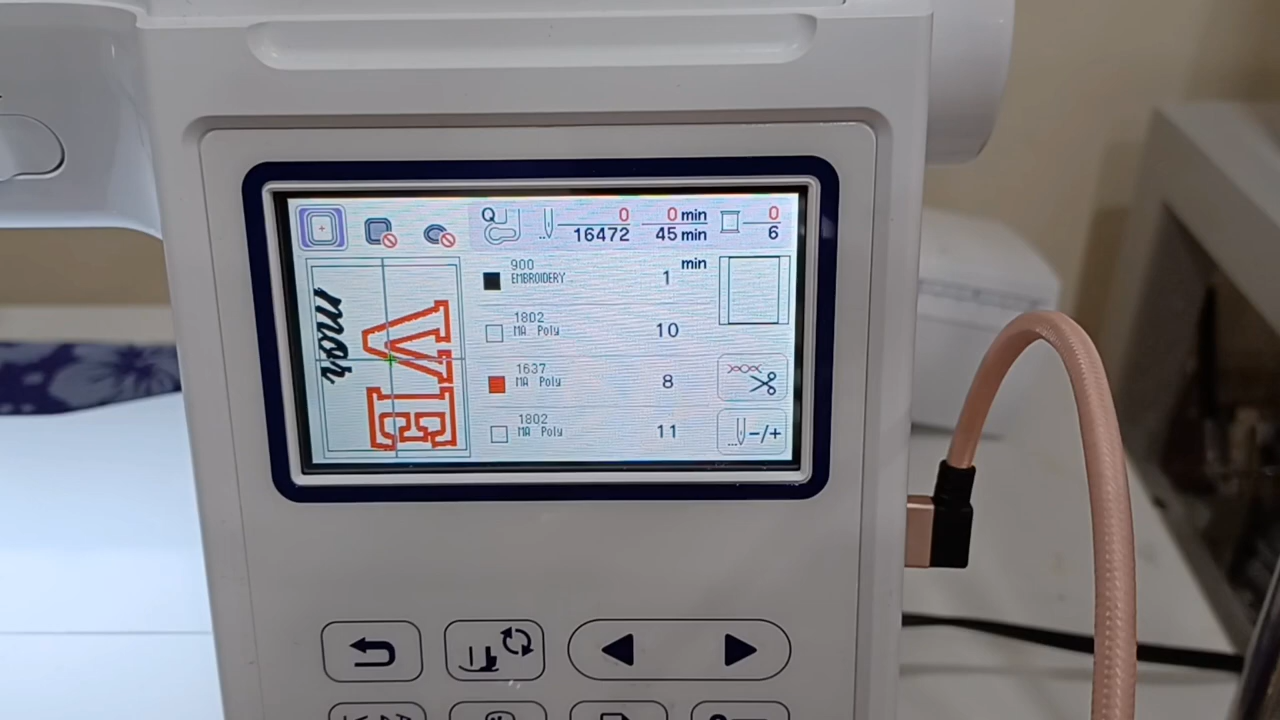 Q 0 0 min 0
16472 45 min 6
900 min
EMBROIDERY 1
1802
MA Poly 10
1637
MA Poly 8
1802
MA Poly 11
-/+
mor
VIE